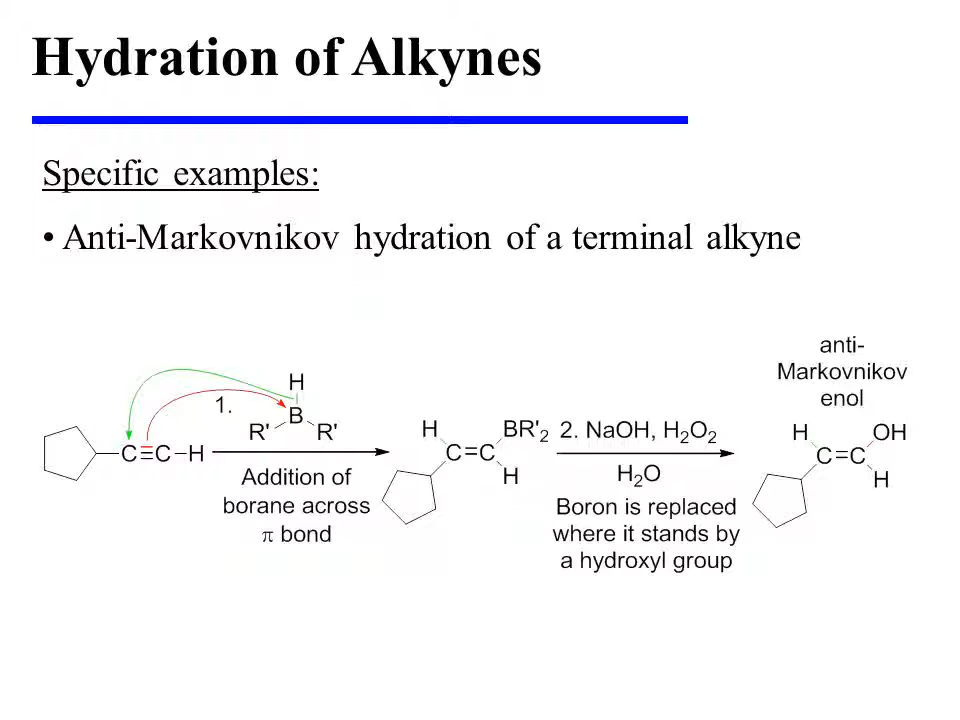 Hydration of Alkynes
Specific examples:
• Anti-Markovnikov hydration of a terminal alkyne
C≡C–H
1.
H
B
R' R'
Addition of
borane across
π bond
H BR'₂
C=C
H
2. NaOH, H₂O₂
H₂O
Boron is replaced
where it stands by
a hydroxyl group
anti-
Markovnikov
enol
H OH
C=C
H